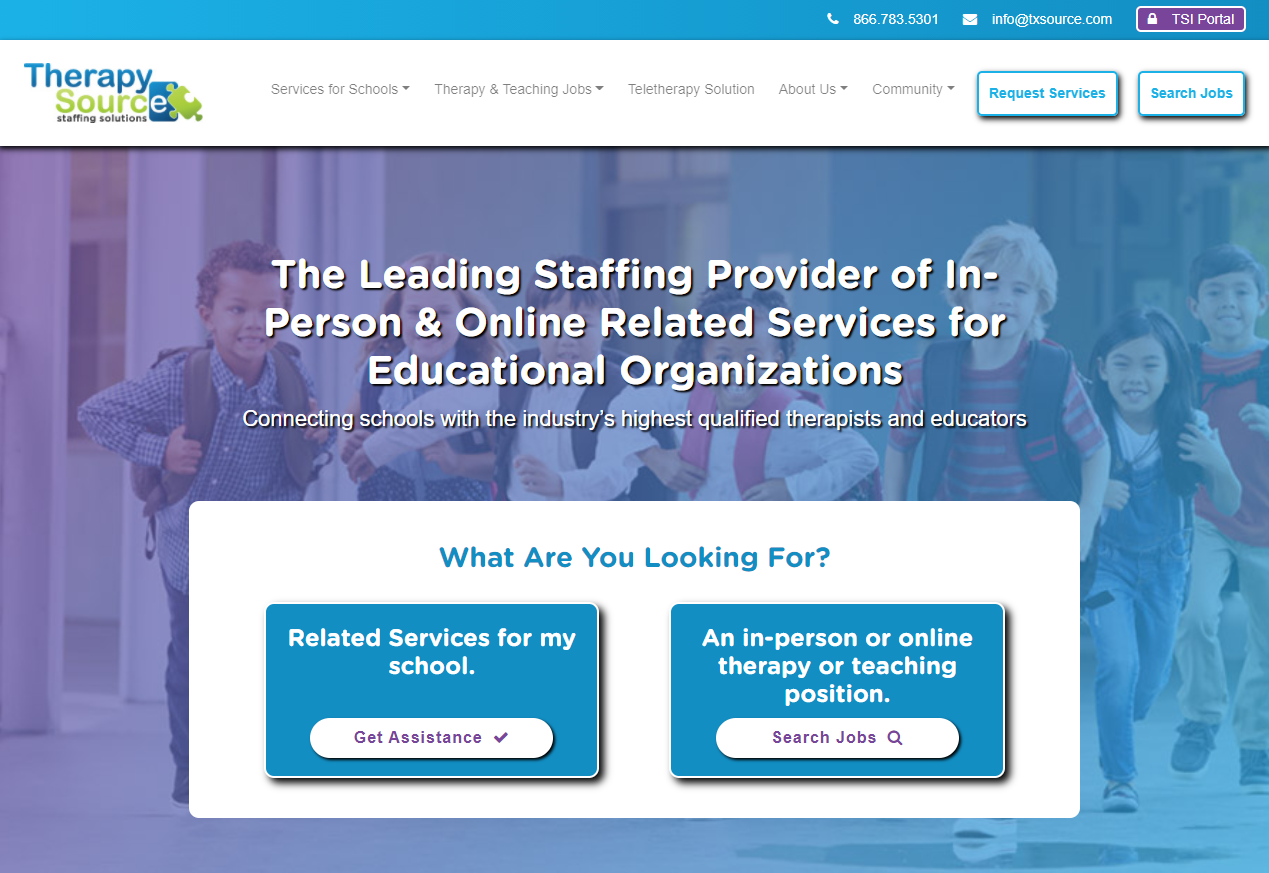 866.783.5301 info@txsource.com TSI Portal
Therapy
Source
staffing solutions
Services for Schools Therapy & Teaching Jobs Teletherapy Solution About Us Community Request Services Search Jobs
The Leading Staffing Provider of In-
Person & Online Related Services for
Educational Organizations
Connecting schools with the industry’s highest qualified therapists and educators
What Are You Looking For?
Related Services for my
school.
Get Assistance
An in-person or online
therapy or teaching
position.
Search Jobs